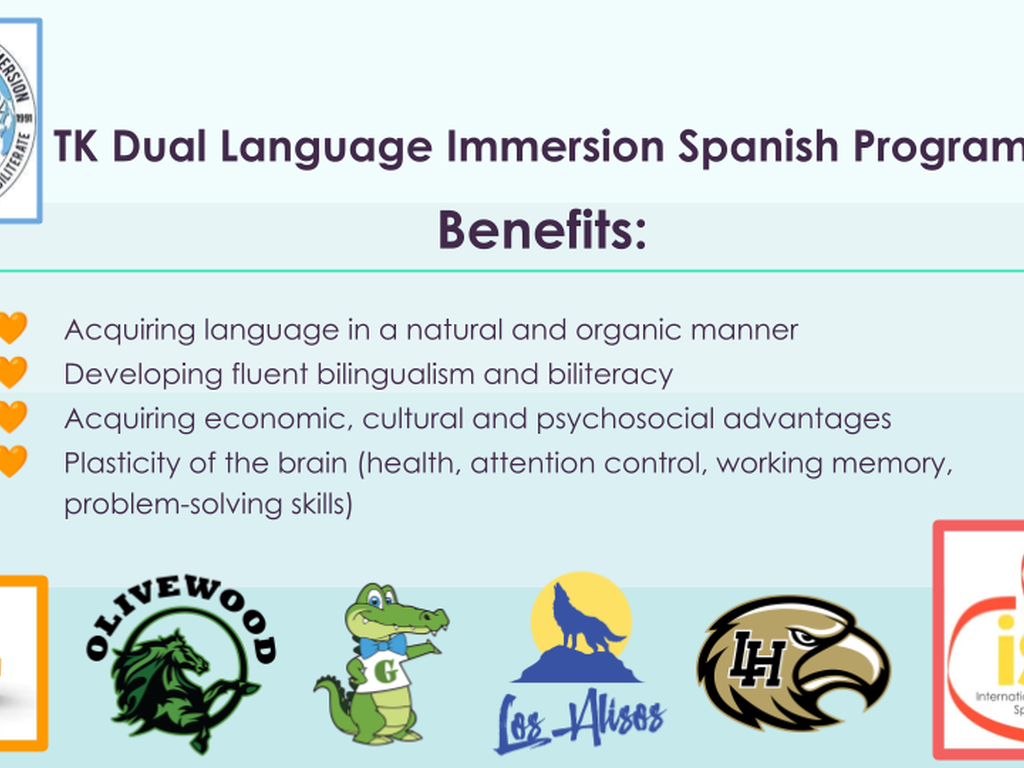 MERSION
1991
BILITERATE
TK Dual Language Immersion Spanish Program
Benefits:
Acquiring language in a natural and organic manner
Developing fluent bilingualism and biliteracy
Acquiring economic, cultural and psychosocial advantages
Plasticity of the brain (health, attention control, working memory,
problem-solving skills)
OLIVEWOOD
G
Los Alisos
LH
is
Internatio
Sp